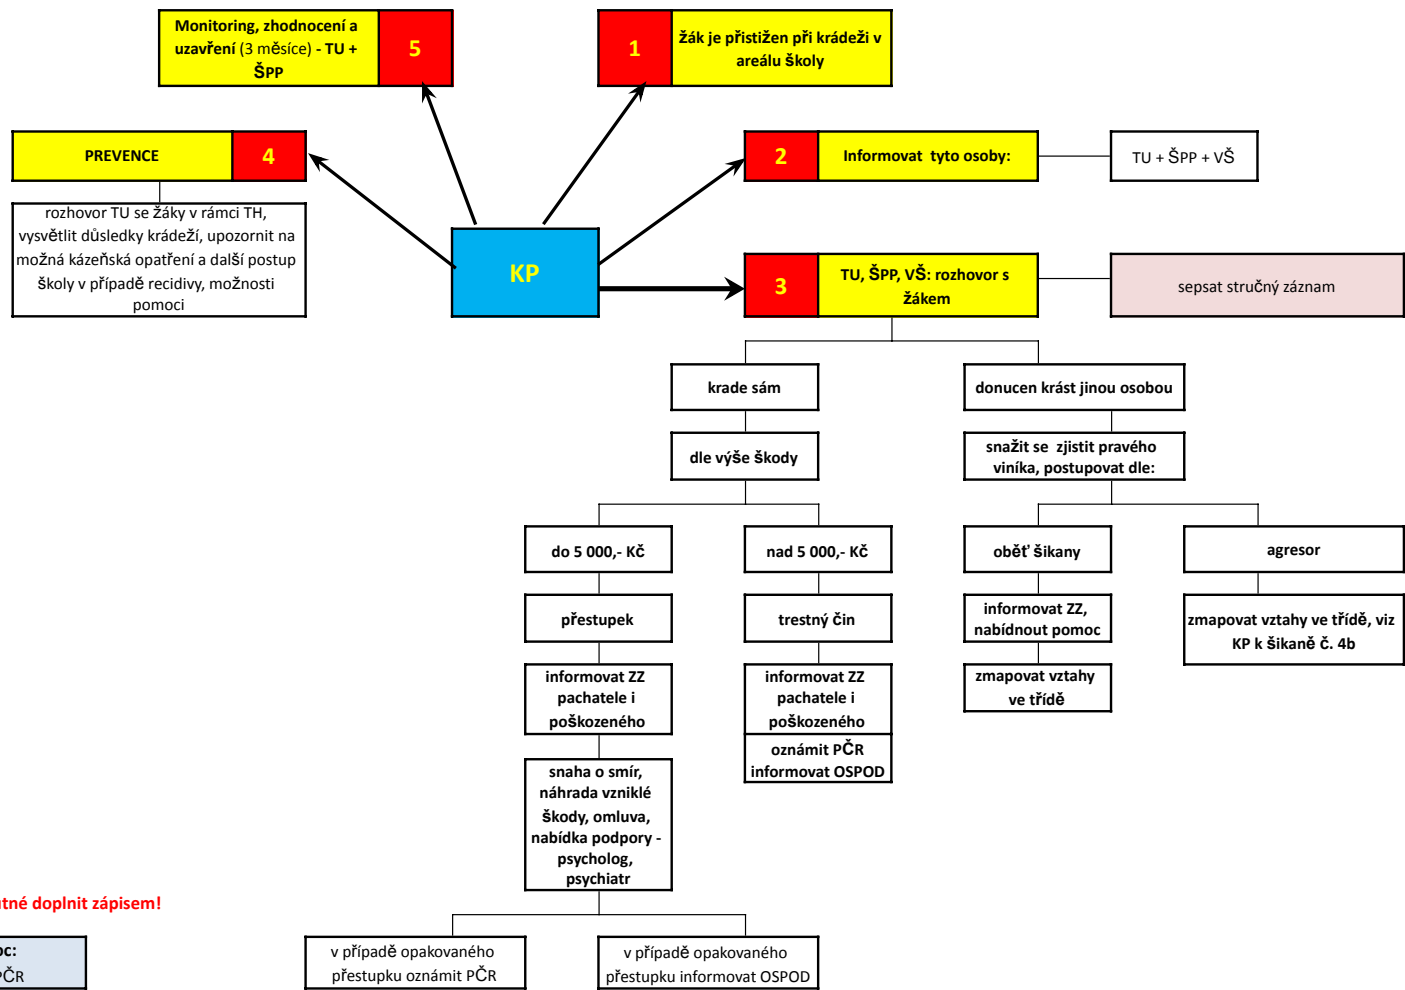 Monitoring, zhodnocení a
uzavření (3 měsíce) - TU +
ŠPP
5
1
žák je přistižen při krádeži v
areálu školy
PREVENCE
4
2
Informovat tyto osoby:
TU + ŠPP + VŠ
rozhovor TU se žáky v rámci TH,
vysvětlit důsledky krádeží, upozornit na
možná kázeňská opatření a další postup
školy v případě recidivy, možnosti
pomoci
KP
3
TU, ŠPP, VŠ: rozhovor s
žákem
sepsat stručný záznam
krade sám
donucen krást jinou osobou
dle výše škody
snažit se zjistit pravého
viníka, postupovat dle:
do 5 000,- Kč
nad 5 000,- Kč
oběť šikany
agresor
přestupek
trestný čin
informovat ZZ,
nabídnout pomoc
zmapovat vztahy ve třídě, viz
KP k šikaně č. 4b
informovat ZZ
pachatele i
poškozeného
informovat ZZ
pachatele i
poškozeného
zmapovat vztahy
ve třídě
oznámit PČR
informovat OSPOD
snaha o smír,
náhrada vzniklé
škody, omluva,
nabídka podpory -
psycholog,
psychiatr
doplnit zápisem!
PČR
v případě opakovaného
přestupku oznámit PČR
v případě opakovaného
přestupku informovat OSPOD